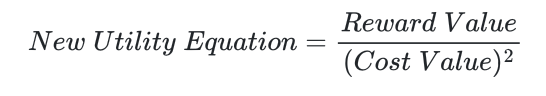 New Utility Equation = Reward Value / (Cost Value)²